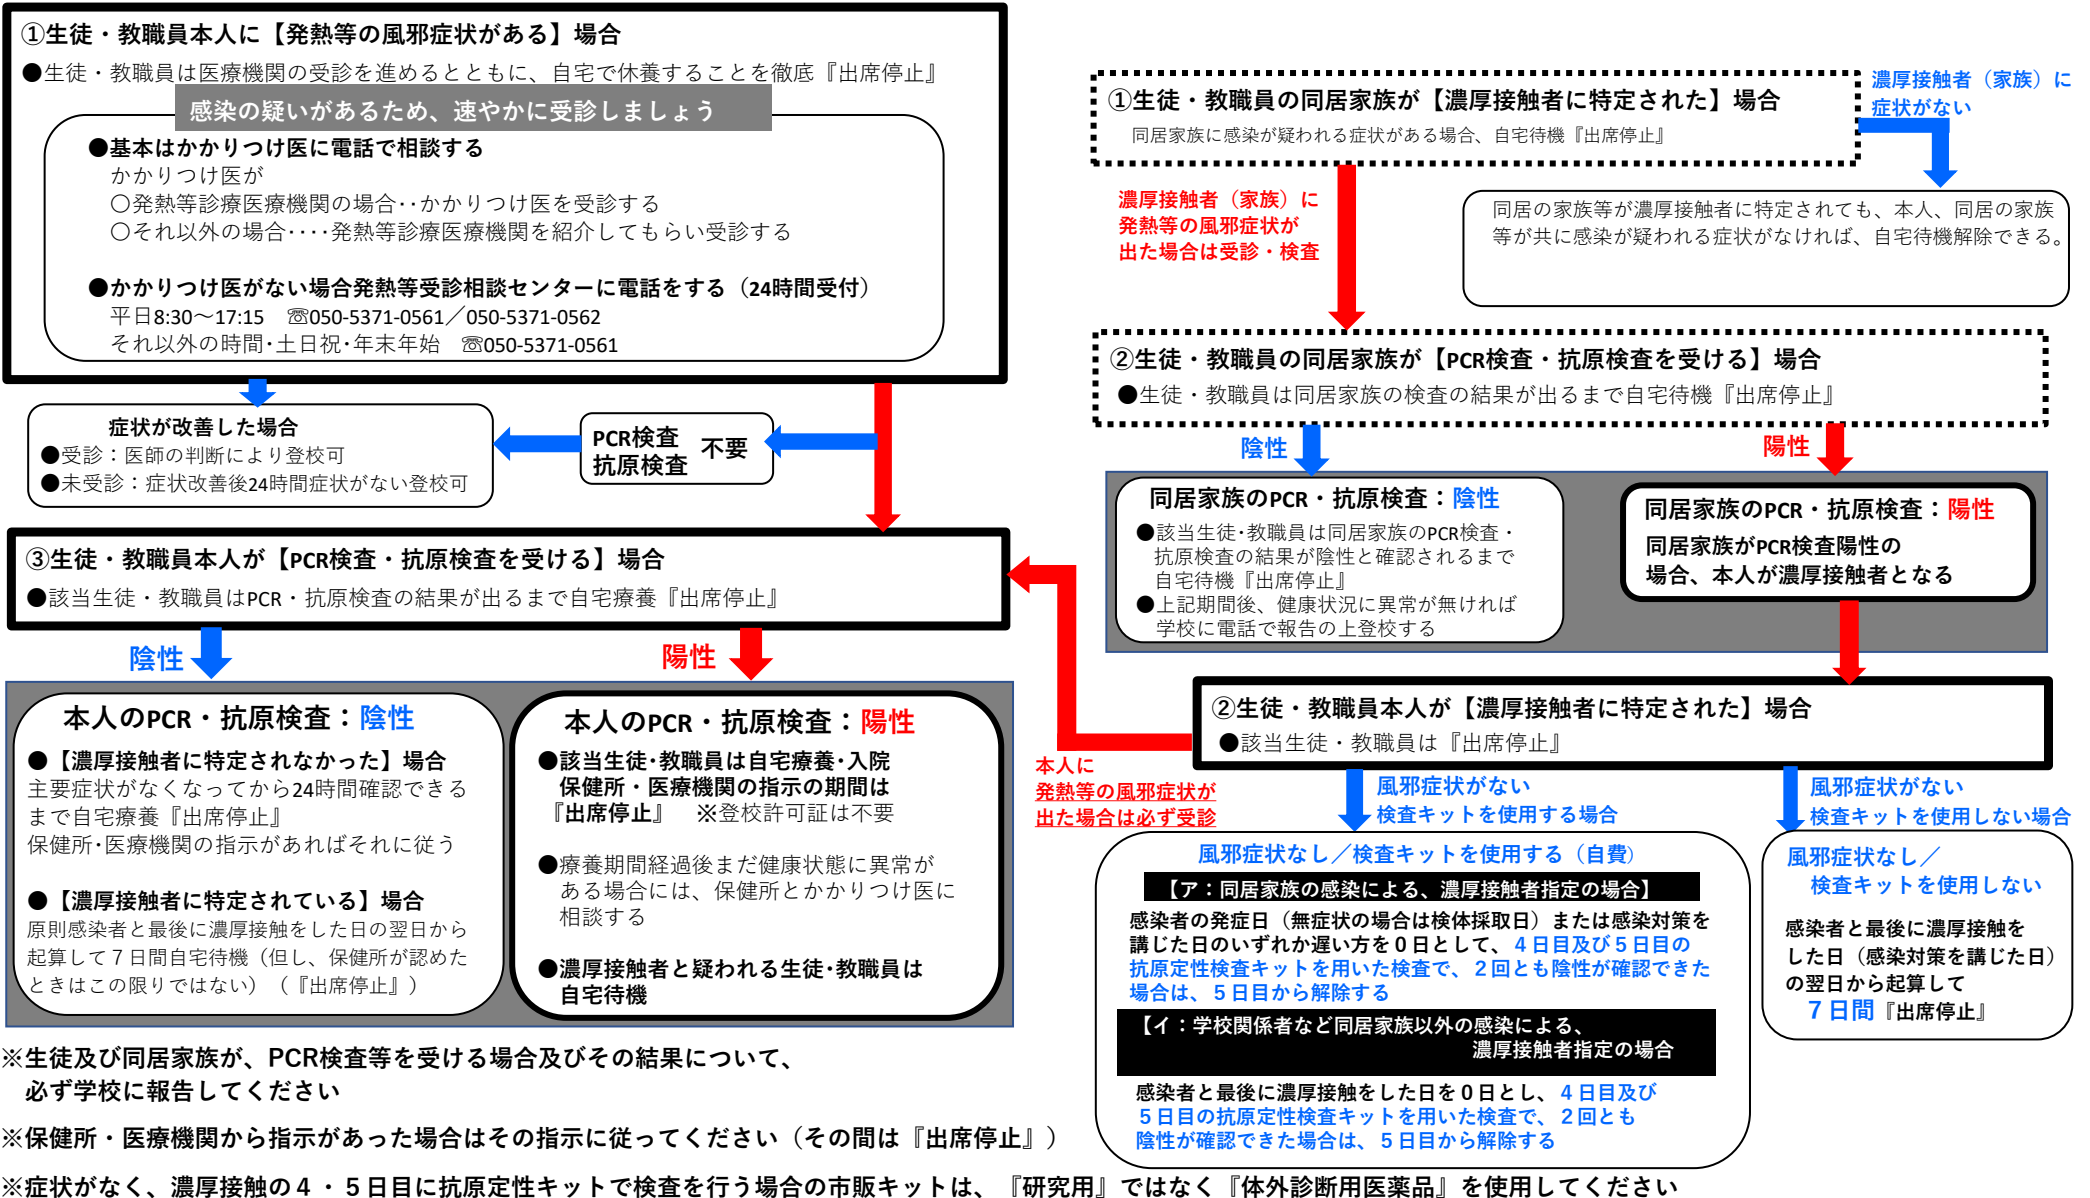 ①生徒・教職員本人に【発熱等の風邪症状がある】場合
●生徒・教職員は医療機関の受診を進めるとともに、自宅で休養することを徹底『出席停止』
感染の疑いがあるため、速やかに受診しましょう
●基本はかかりつけ医に電話で相談する
かかりつけ医が
〇発熱等診療医療機関の場合‥かかりつけ医を受診する
〇それ以外の場合‥‥発熱等診療医療機関を紹介してもらい受診する
●かかりつけ医がない場合発熱等受診相談センターに電話をする（24時間受付）
平日8:30～17:15　☏050-5371-0561／050-5371-0562
それ以外の時間･土日祝･年末年始　☏050-5371-0561
症状が改善した場合
●受診：医師の判断により登校可
●未受診：症状改善後24時間症状がない登校可
PCR検査
抗原検査
不要
③生徒・教職員本人が【PCR検査・抗原検査を受ける】場合
●該当生徒・教職員はPCR・抗原検査の結果が出るまで自宅療養『出席停止』
陰性
陽性
本人のPCR・抗原検査：陰性
●【濃厚接触者に特定されなかった】場合
主要症状がなくなってから24時間確認できる
まで自宅療養『出席停止』
保健所･医療機関の指示があればそれに従う
●【濃厚接触者に特定されている】場合
原則感染者と最後に濃厚接触をした日の翌日から
起算して７日間自宅待機（但し、保健所が認めた
ときはこの限りではない）（『出席停止』）
本人のPCR・抗原検査：陽性
●該当生徒･教職員は自宅療養･入院
保健所・医療機関の指示の期間は
『出席停止』　※登校許可証は不要
●療養期間経過後まだ健康状態に異常が
ある場合には、保健所とかかりつけ医に
相談する
●濃厚接触者と疑われる生徒･教職員は
自宅待機
①生徒・教職員の同居家族が【濃厚接触者に特定された】場合
同居家族に感染が疑われる症状がある場合、自宅待機『出席停止』
濃厚接触者（家族）に
症状がない
濃厚接触者（家族）に
発熱等の風邪症状が
出た場合は受診・検査
同居の家族等が濃厚接触者に特定されても、本人、同居の家族
等が共に感染が疑われる症状がなければ、自宅待機解除できる。
②生徒・教職員の同居家族が【PCR検査・抗原検査を受ける】場合
●生徒・教職員は同居家族の検査の結果が出るまで自宅待機『出席停止』
陰性
陽性
同居家族のPCR・抗原検査：陰性
●該当生徒･教職員は同居家族のPCR検査・
抗原検査の結果が陰性と確認されるまで
自宅待機『出席停止』
●上記期間後、健康状況に異常が無ければ
学校に電話で報告の上登校する
同居家族のPCR・抗原検査：陽性
同居家族がPCR検査陽性の
場合、本人が濃厚接触者となる
②生徒・教職員本人が【濃厚接触者に特定された】場合
●該当生徒・教職員は『出席停止』
本人に
発熱等の風邪症状が
出た場合は必ず受診
風邪症状がない
検査キットを使用する場合
風邪症状がない
検査キットを使用しない場合
風邪症状なし／検査キットを使用する（自費）
【ア：同居家族の感染による、濃厚接触者指定の場合】
感染者の発症日（無症状の場合は検体採取日）または感染対策を
講じた日のいずれか遅い方を０日として、４日目及び５日目の
抗原定性検査キットを用いた検査で、２回とも陰性が確認できた
場合は、５日目から解除する
【イ：学校関係者など同居家族以外の感染による、
濃厚接触者指定の場合
感染者と最後に濃厚接触をした日を０日とし、４日目及び
５日目の抗原定性検査キットを用いた検査で、２回とも
陰性が確認できた場合は、５日目から解除する
風邪症状なし／
検査キットを使用しない
感染者と最後に濃厚接触を
した日（感染対策を講じた日）
の翌日から起算して
７日間『出席停止』
※生徒及び同居家族が、PCR検査等を受ける場合及びその結果について、
必ず学校に報告してください
※保健所・医療機関から指示があった場合はその指示に従ってください（その間は『出席停止』）
※症状がなく、濃厚接触の４・５日目に抗原定性キットで検査を行う場合の市販キットは、『研究用』ではなく『体外診断用医薬品』を使用してください